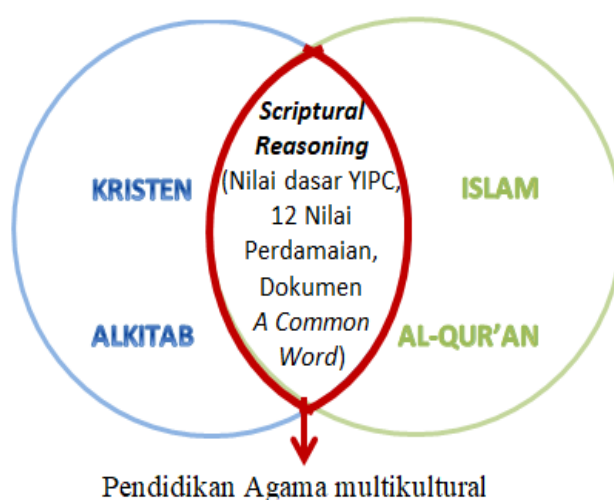 Scriptural
Reasoning
KRISTEN
(Nilai dasar YIPC,
ISLAM
12 Nilai
Perdamaian,
Dokumen
ALKITAB
A Common
AL-QUR'AN
Word)
Pendidikan Agama multikultural